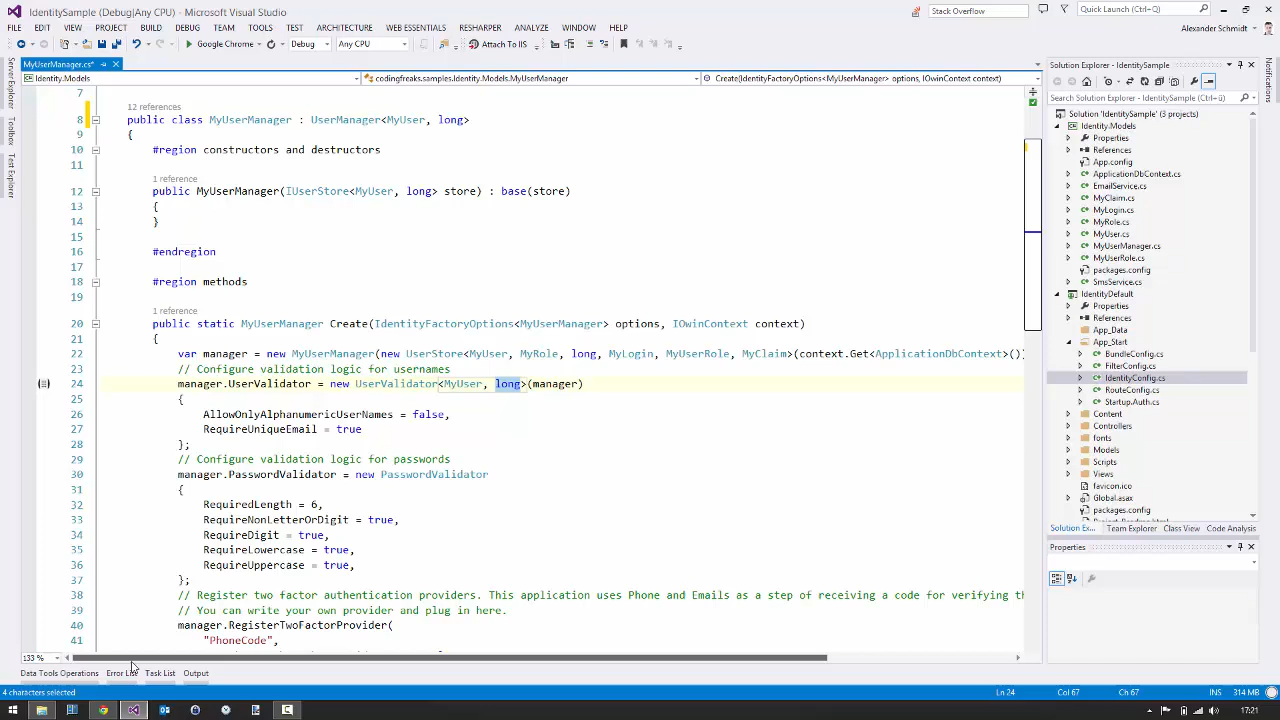 IdentitySample (Debug|Any CPU) - Microsoft Visual Studio
Stack Overflow
Quick Launch (Ctrl+Q)
FILE EDIT VIEW PROJECT BUILD DEBUG TEAM TOOLS TEST WEB ESSENTIALS RESHARPER ANALYZE WINDOW HELP
Alexander Schmidt
Google Chrome Debug Any CPU Attach To IIS
MyUserManager.cs*
Identity.Models
codingfreaks.samples.Identity.Models.MyUserManager
Create(IdentityFactoryOptions<MyUserManager> options, IOwinContext context)
Server Explorer
Toolbox
Test Explorer
7
12 references
8 public class MyUserManager : UserManager<MyUser, long>
9 {
10 #region constructors and destructors
11
1 reference
12 public MyUserManager(IUserStore<MyUser, long> store) : base(store)
13 {
14 }
15
16 #endregion
17
18 #region methods
19
1 reference
20 public static MyUserManager Create(IdentityFactoryOptions<MyUserManager> options, IOwinContext context)
21 {
22 var manager = new MyUserManager(new UserStore<MyUser, MyRole, long, MyLogin, MyUserRole, MyClaim>(context.Get<ApplicationDbContext>()
23 // Configure validation logic for usernames
24 manager.UserValidator = new UserValidator<MyUser, long>(manager)
25 {
26 AllowOnlyAlphanumericUserNames = false,
27 RequireUniqueEmail = true
28 };
29 // Configure validation logic for passwords
30 manager.PasswordValidator = new PasswordValidator
31 {
32 RequiredLength = 6,
33 RequireNonLetterOrDigit = true,
34 RequireDigit = true,
35 RequireLowercase = true,
36 RequireUppercase = true,
37 };
38 // Register two factor authentication providers. This application uses Phone and Emails as a step of receiving a code for verifying th
39 // You can write your own provider and plug in here.
40 manager.RegisterTwoFactorProvider(
41 "PhoneCode",
133 %
Data Tools Operations Error List Task List Output
4 characters selected
Ln 24 Col 67 Ch 67 INS 314 MB
Solution Explorer - IdentitySample
Search Solution Explorer (Ctrl+ü)
Solution 'IdentitySample' (3 projects)
Identity.Models
Properties
References
App.config
ApplicationDbContext.cs
EmailService.cs
MyClaim.cs
MyLogin.cs
MyRole.cs
MyUser.cs
MyUserManager.cs
MyUserRole.cs
packages.config
SmsService.cs
IdentityDefault
Properties
References
App_Data
App_Start
BundleConfig.cs
FilterConfig.cs
IdentityConfig.cs
RouteConfig.cs
Startup.Auth.cs
Content
Controllers
fonts
Models
Scripts
Views
favicon.ico
Global.asax
packages.config
Solution Ex... Team Explorer Class View Code Analysis
Properties
Notifications
17:21